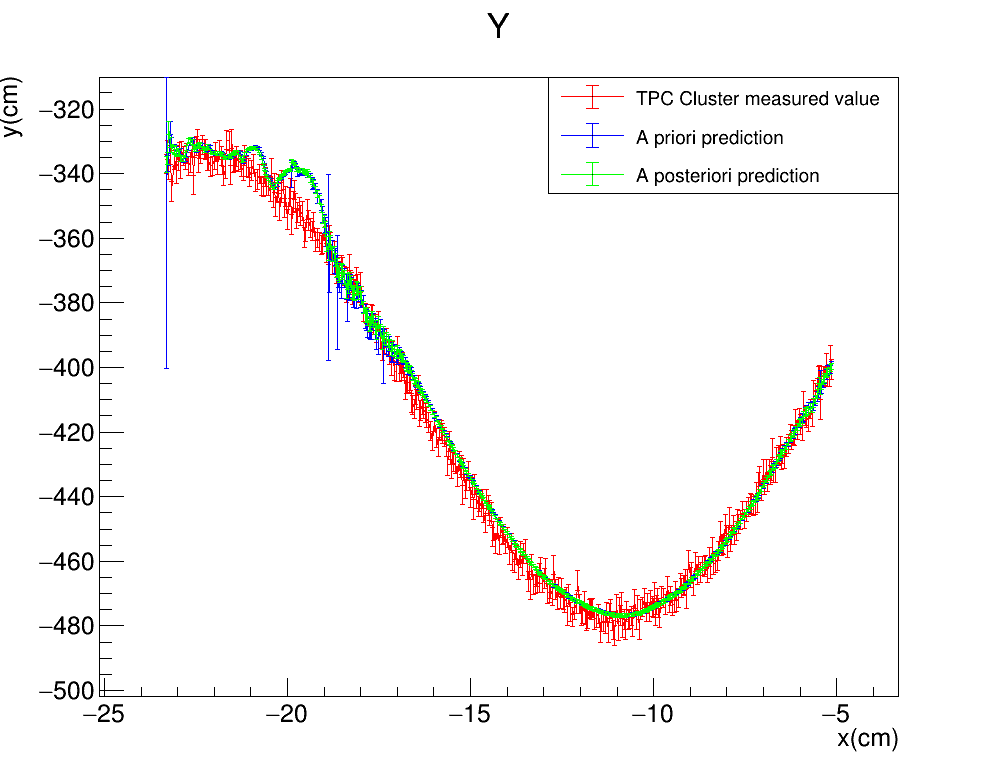 Y
y(cm)
TPC Cluster measured value
A priori prediction
A posteriori prediction
−320
−340
−360
−380
−400
−420
−440
−460
−480
−500
−25 −20 −15 −10 −5
x(cm)